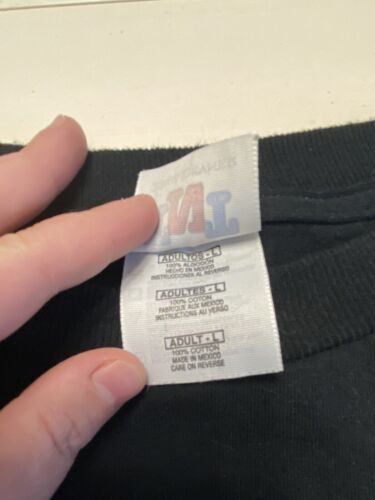 ADULTOS - L
100% ALGODON
HECHO EN MEXICO
INSTRUCCIONES AL REVERSO
ADULTES - L
100% COTON
FABRIQUE AUX MEXICO
INSTRUCTIONS AU VERSO
ADULT - L
100% COTTON
MADE IN MEXICO
CARE ON REVERSE